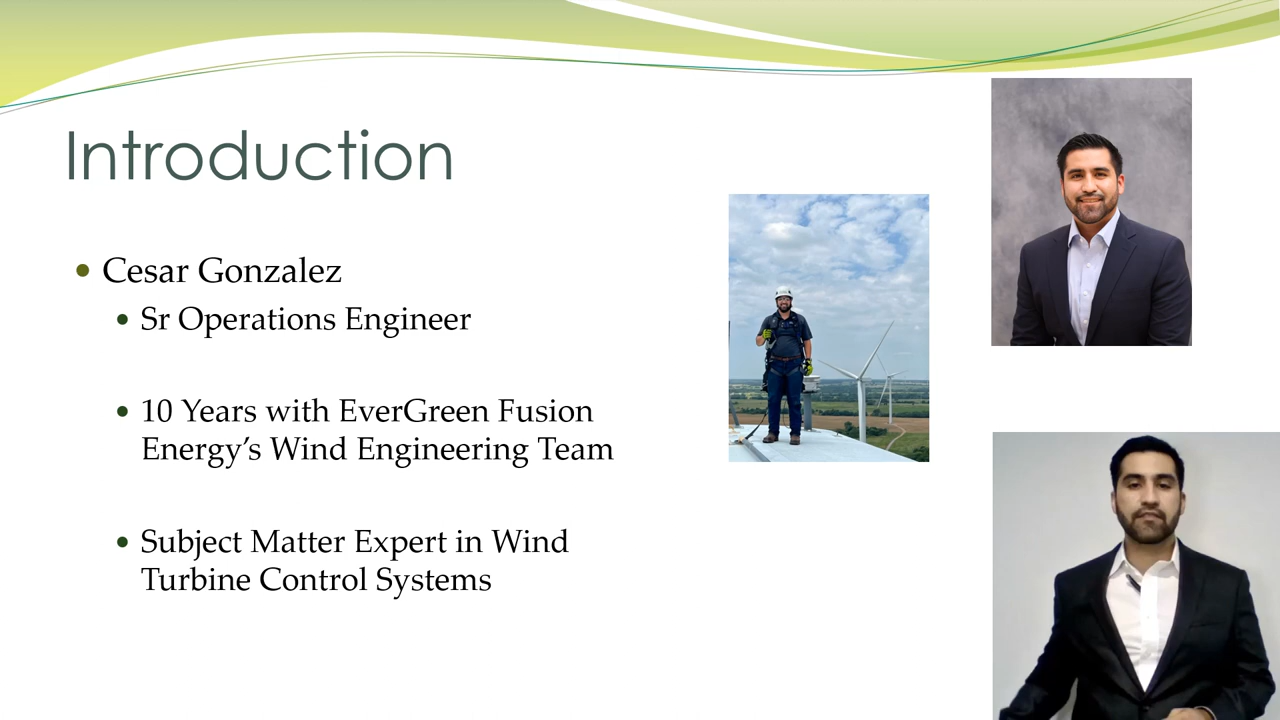 Introduction
Cesar Gonzalez
Sr Operations Engineer
10 Years with EverGreen Fusion
Energy’s Wind Engineering Team
Subject Matter Expert in Wind
Turbine Control Systems